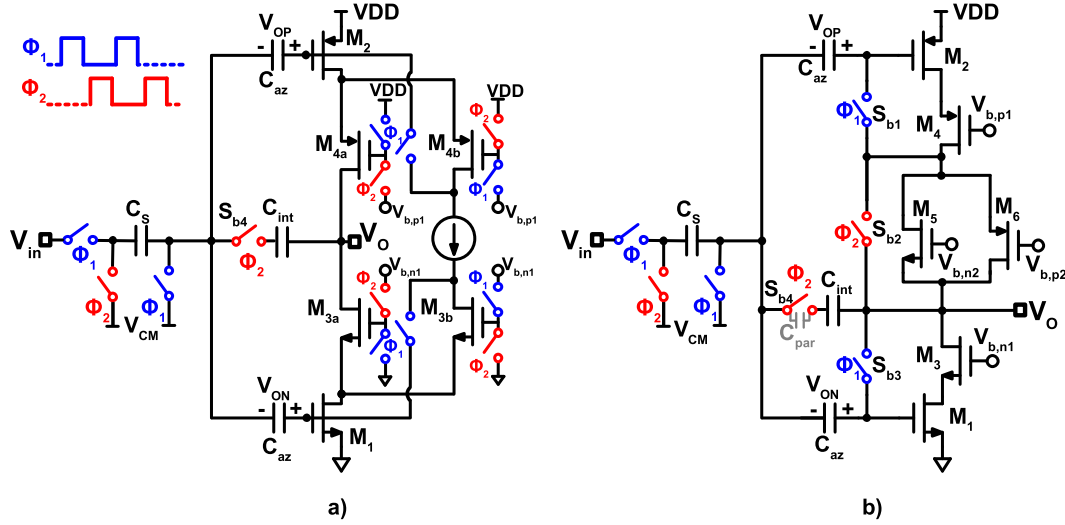 Φ1
Φ2
VOP
- +
Caz
VDD
M2
VDD
Φ1
Φ1
Φ2
M4a
M4b
Φ2
Vb,p1
VDD
Φ2
Φ1
Vb,p1
Vin
Φ1
CS
Φ2
Φ1
VCM
Sb4
Φ2
Cint
VO
Vb,n1
Φ2
Φ1
Φ1
M3a
M3b
Vb,n1
Φ1
Φ2
VON
- +
Caz
M1
a)
VOP
- +
Caz
VDD
M2
Φ1
Sb1
M4
Vb,p1
Φ2
Sb2
M5
Vb,n2
M6
Vb,p2
Vin
Φ1
CS
Φ2
Φ1
VCM
Φ2
Sb4
Cint
Cpar
VO
Φ1
Sb3
M3
Vb,n1
VON
- +
Caz
M1
b)